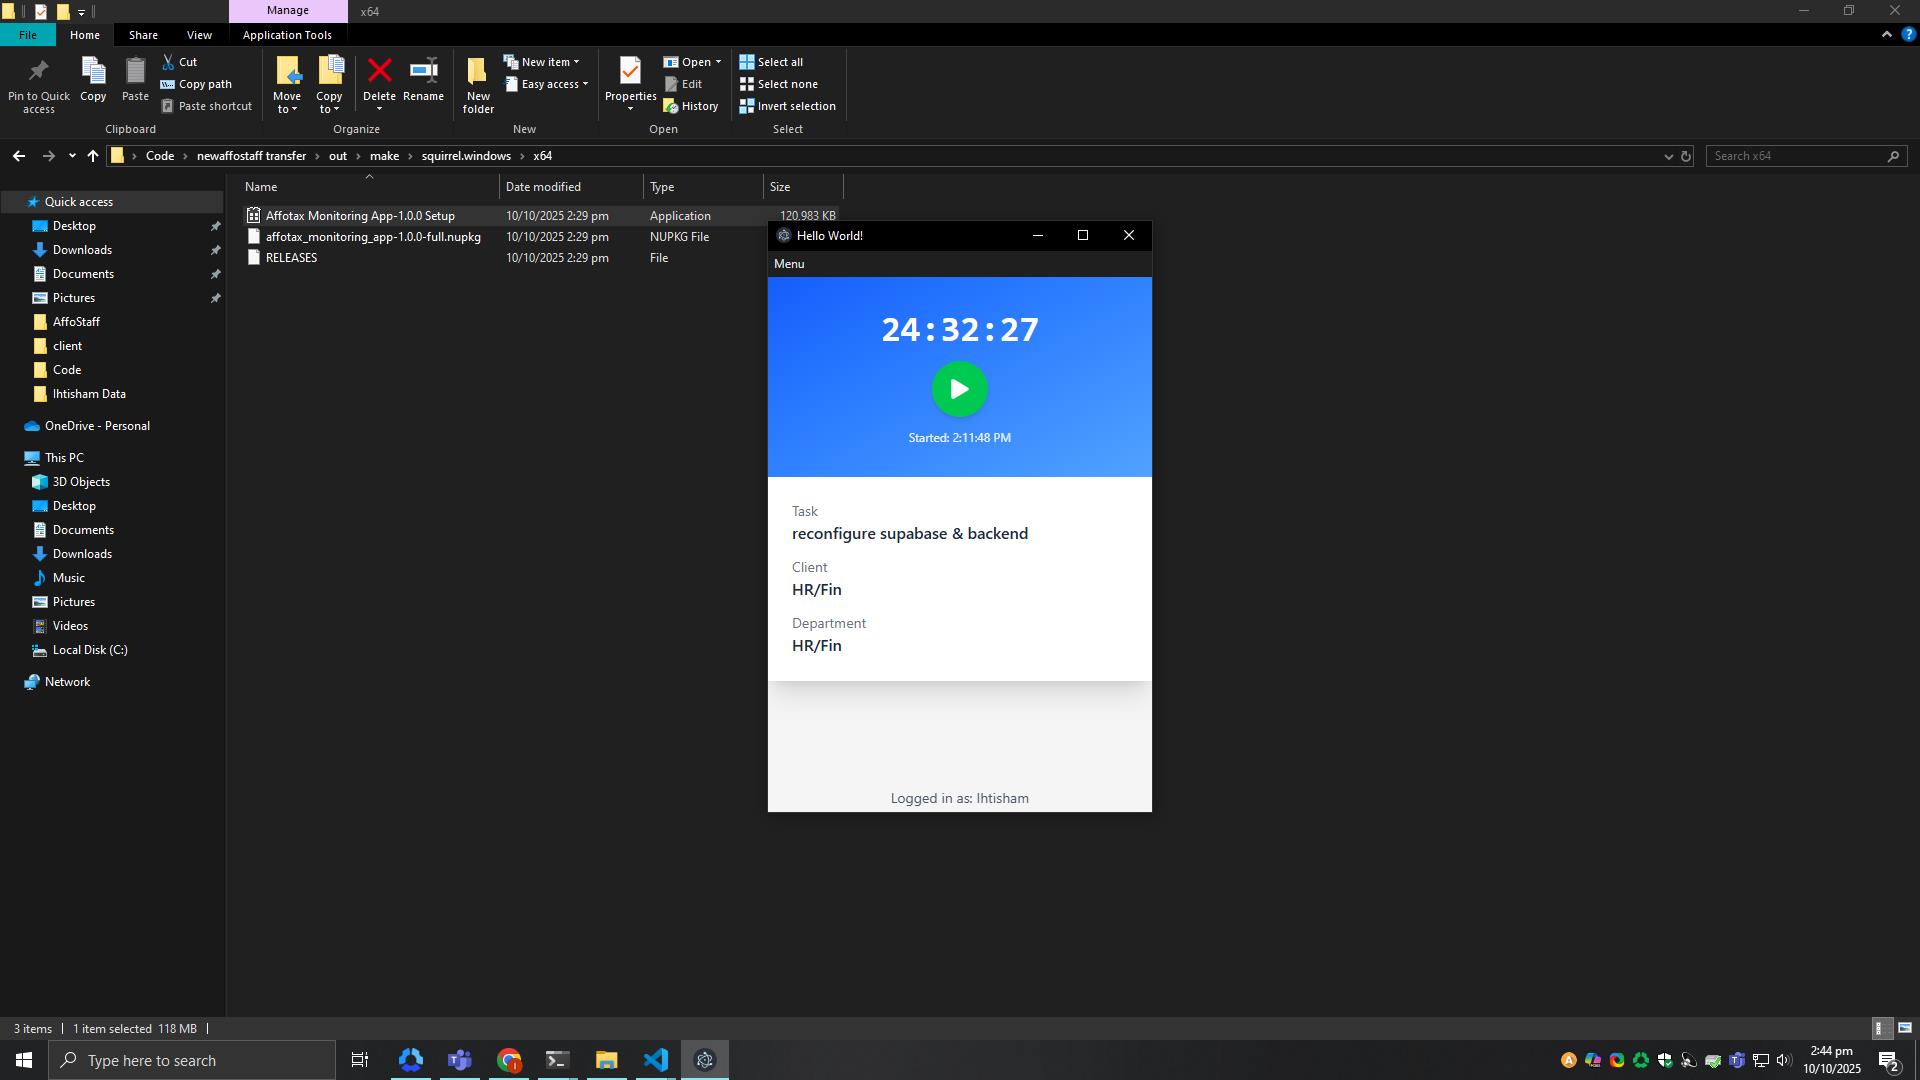 Manage
x64
File
Home
Share
View
Application Tools
Pin to Quick access
Copy
Paste
Cut
Copy path
Paste shortcut
Clipboard
Move to
Copy to
Delete
Rename
Organize
New folder
New item
Easy access
New
Properties
Open
Edit
History
Open
Select all
Select none
Invert selection
Select
Code > newaffostaff transfer > out > make > squirrel.windows > x64
Search x64
Name
Date modified
Type
Size
Affotax Monitoring App-1.0.0 Setup 10/10/2025 2:29 pm Application 120,983 KB
affotax_monitoring_app-1.0.0-full.nupkg 10/10/2025 2:29 pm NUPKG File
RELEASES 10/10/2025 2:29 pm File
Quick access
Desktop
Downloads
Documents
Pictures
AffoStaff
client
Code
Ihtisham Data
OneDrive - Personal
This PC
3D Objects
Desktop
Documents
Downloads
Music
Pictures
Videos
Local Disk (C:)
Network
Hello World!
Menu
24:32:27
Started: 2:11:48 PM
Task
reconfigure supabase & backend
Client
HR/Fin
Department
HR/Fin
Logged in as: Ihtisham
3 items
1 item selected 118 MB
Type here to search
2:44 pm
10/10/2025
2